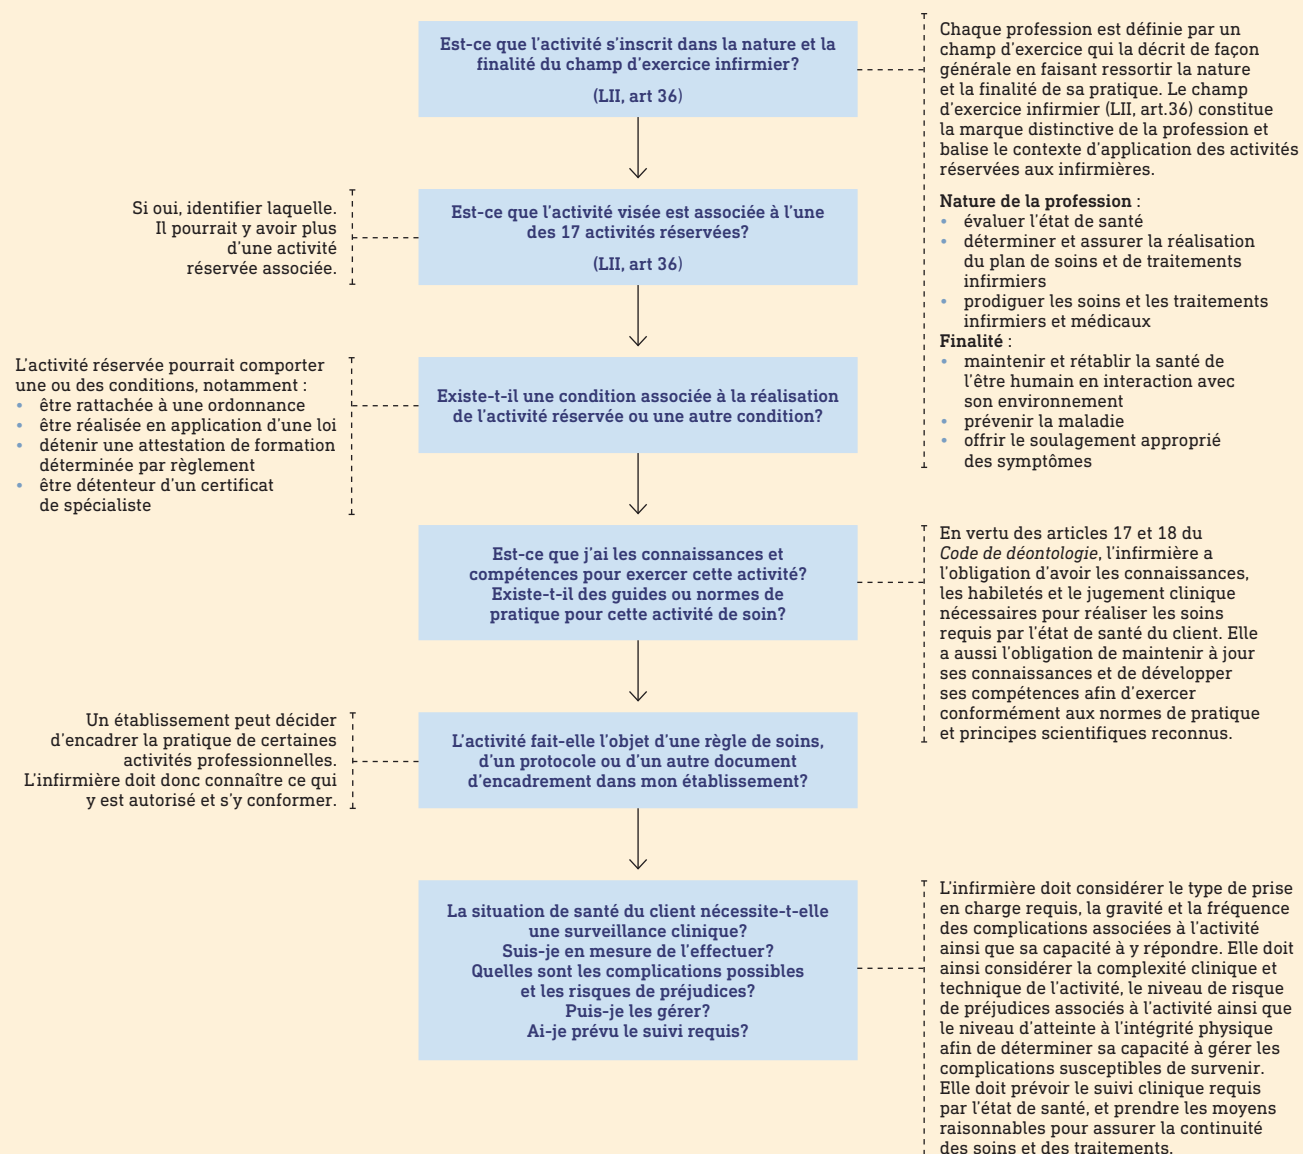 Est-ce que l'activité s'inscrit dans la nature et la
finalité du champ d'exercice infirmier?
(LII, art 36)
Chaque profession est définie par un
champ d'exercice qui la décrit de façon
générale en faisant ressortir la nature
et la finalité de sa pratique. Le champ
d'exercice infirmier (LII, art.36) constitue
la marque distinctive de la profession et
balise le contexte d'application des activités
réservées aux infirmières.
Nature de la profession :
• évaluer l'état de santé
• déterminer et assurer la réalisation
du plan de soins et de traitements
infirmiers
• prodiguer les soins et les traitements
infirmiers et médicaux
Finalité :
• maintenir et rétablir la santé de
l'être humain en interaction avec
son environnement
• prévenir la maladie
• offrir le soulagement approprié
des symptômes
Si oui, identifier laquelle.
Il pourrait y avoir plus
d'une activité
réservée associée.
Est-ce que l'activité visée est associée à l'une
des 17 activités réservées?
(LII, art 36)
L'activité réservée pourrait comporter
une ou des conditions, notamment :
• être rattachée à une ordonnance
• être réalisée en application d'une loi
• détenir une attestation de formation
déterminée par règlement
• être détenteur d'un certificat
de spécialiste
Existe-t-il une condition associée à la réalisation
de l'activité réservée ou une autre condition?
Est-ce que j'ai les connaissances et
compétences pour exercer cette activité?
Existe-t-il des guides ou normes de
pratique pour cette activité de soin?
En vertu des articles 17 et 18 du
Code de déontologie, l'infirmière a
l'obligation d'avoir les connaissances,
les habiletés et le jugement clinique
nécessaires pour réaliser les soins
requis par l'état de santé du client. Elle
a aussi l'obligation de maintenir à jour
ses connaissances et de développer
ses compétences afin d'exercer
conformément aux normes de pratique
et principes scientifiques reconnus.
Un établissement peut décider
d'encadrer la pratique de certaines
activités professionnelles.
L'infirmière doit donc connaître ce qui
y est autorisé et s'y conformer.
L'activité fait-elle l'objet d'une règle de soins,
d'un protocole ou d'un autre document
d'encadrement dans mon établissement?
La situation de santé du client nécessite-t-elle
une surveillance clinique?
Suis-je en mesure de l'effectuer?
Quelles sont les complications possibles
et les risques de préjudices?
Puis-je les gérer?
Ai-je prévu le suivi requis?
L'infirmière doit considérer le type de prise
en charge requis, la gravité et la fréquence
des complications associées à l'activité
ainsi que sa capacité à y répondre. Elle doit
ainsi considérer la complexité clinique et
technique de l'activité, le niveau de risque
de préjudices associés à l'activité ainsi que
le niveau d'atteinte à l'intégrité physique
afin de déterminer sa capacité à gérer les
complications susceptibles de survenir.
Elle doit prévoir le suivi clinique requis
par l'état de santé, et prendre les moyens
raisonnables pour assurer la continuité
des soins et des traitements.